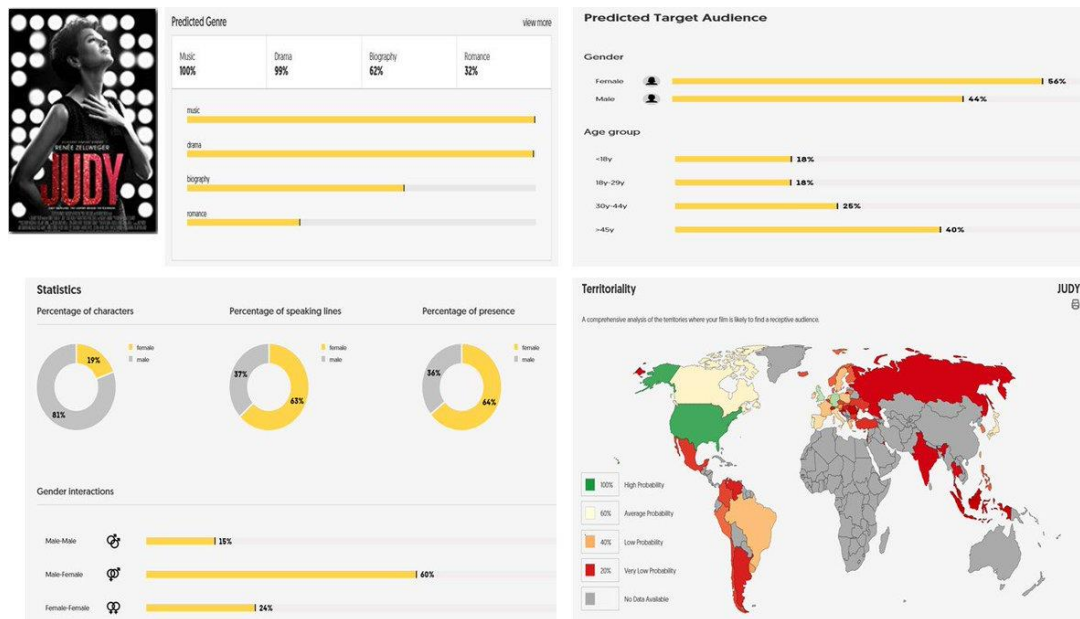 RENÉE ZELLWEGER
JUDY
Predicted Genre
view more
Music
100%
Drama
99%
Biography
62%
Romance
32%
music
drama
biography
romance
Predicted Target Audience
Gender
Female
56%
Male
44%
Age group
<18y
18%
18y-29y
18%
30y-44y
25%
>45y
40%
Statistics
Percentage of characters
female
male
19%
81%
Percentage of speaking lines
female
male
37%
63%
Percentage of presence
female
male
36%
64%
Gender interactions
Male-Male
15%
Male-Female
60%
Female-Female
24%
Territoriality
JUDY
A comprehensive analysis of the territories where your film is likely to find a receptive audience.
100% High Probability
60% Average Probability
40% Low Probability
20% Very Low Probability
No Data Available